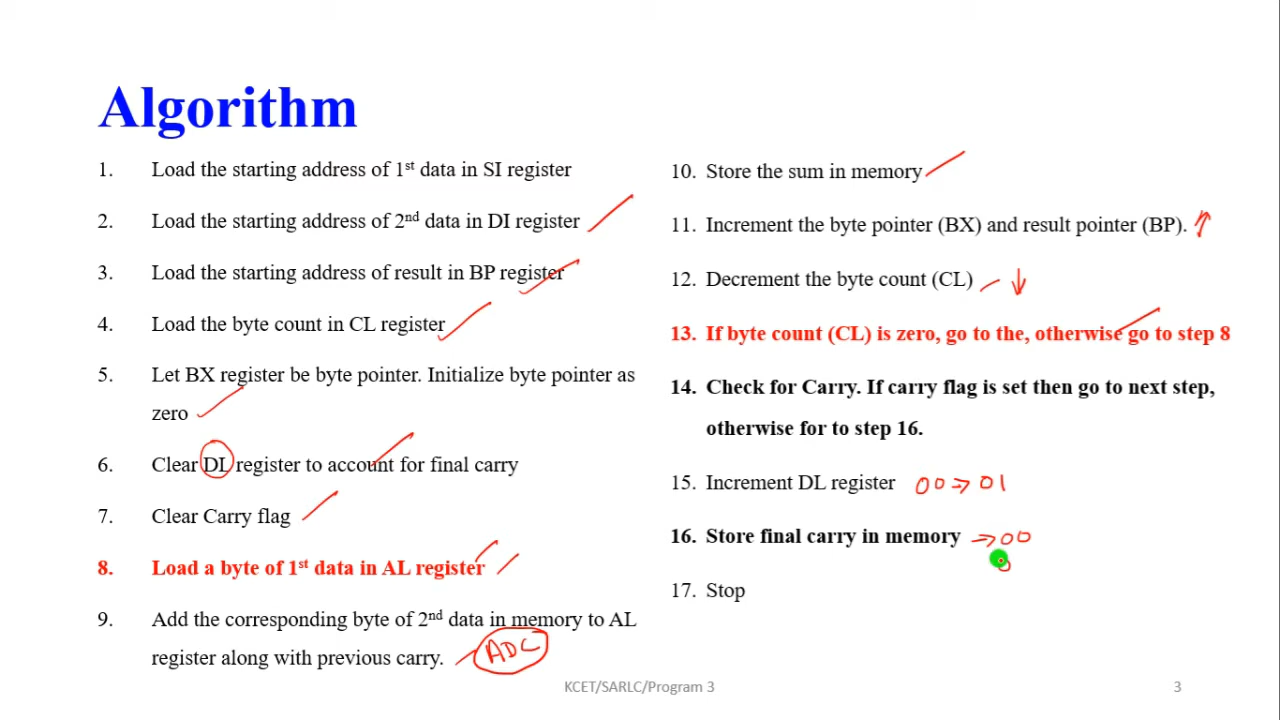 Algorithm
1. Load the starting address of 1st data in SI register
2. Load the starting address of 2nd data in DI register
3. Load the starting address of result in BP register
4. Load the byte count in CL register
5. Let BX register be byte pointer. Initialize byte pointer as
zero
6. Clear DL register to account for final carry
7. Clear Carry flag
8. Load a byte of 1st data in AL register
9. Add the corresponding byte of 2nd data in memory to AL
register along with previous carry. ADC
10. Store the sum in memory
11. Increment the byte pointer (BX) and result pointer (BP). ↑
12. Decrement the byte count (CL) ↓
13. If byte count (CL) is zero, go to the, otherwise go to step 8
14. Check for Carry. If carry flag is set then go to next step,
otherwise for to step 16.
15. Increment DL register 00 → 01
16. Store final carry in memory → 00
17. Stop
KCET/SARLC/Program 3
3